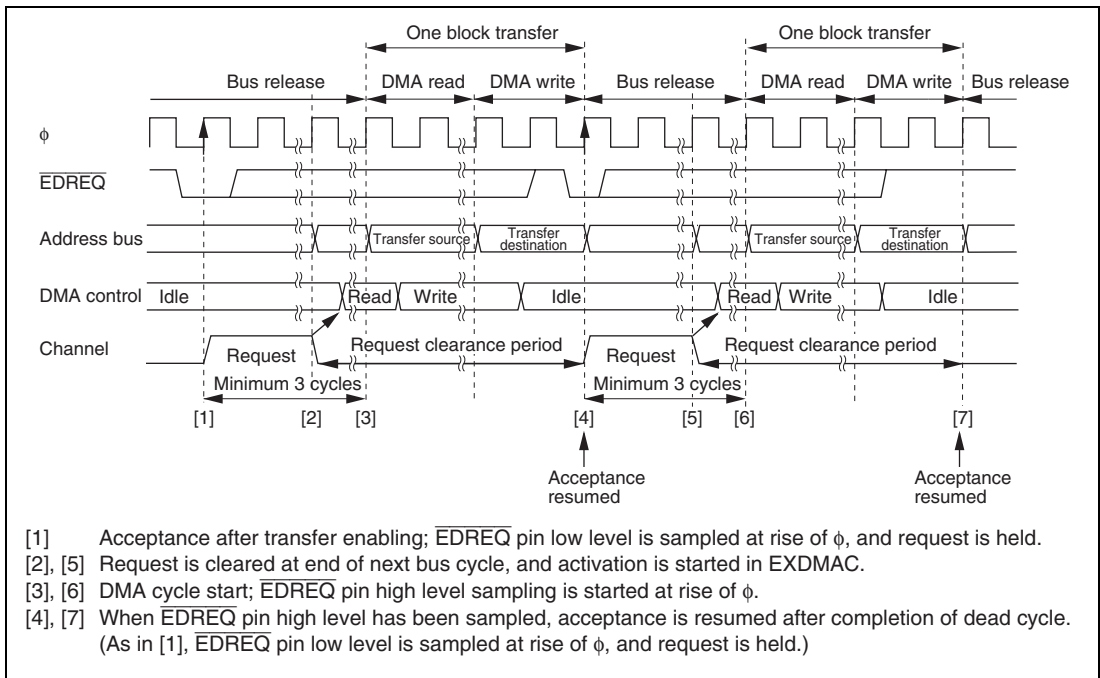 One block transfer One block transfer
Bus release DMA read DMA write Bus release DMA read DMA write Bus release
ϕ
EDREQ
Address bus Transfer source Transfer destination Transfer source Transfer destination
DMA control Idle Read Write Idle Read Write Idle
Channel Request Request clearance period Request Request clearance period
Minimum 3 cycles Minimum 3 cycles
[1] [2] [3] [4] [5] [6] [7]
Acceptance resumed Acceptance resumed
[1] Acceptance after transfer enabling; EDREQ pin low level is sampled at rise of ϕ, and request is held.
[2], [5] Request is cleared at end of next bus cycle, and activation is started in EXDMAC.
[3], [6] DMA cycle start; EDREQ pin high level sampling is started at rise of ϕ.
[4], [7] When EDREQ pin high level has been sampled, acceptance is resumed after completion of dead cycle.
(As in [1], EDREQ pin low level is sampled at rise of ϕ, and request is held.)